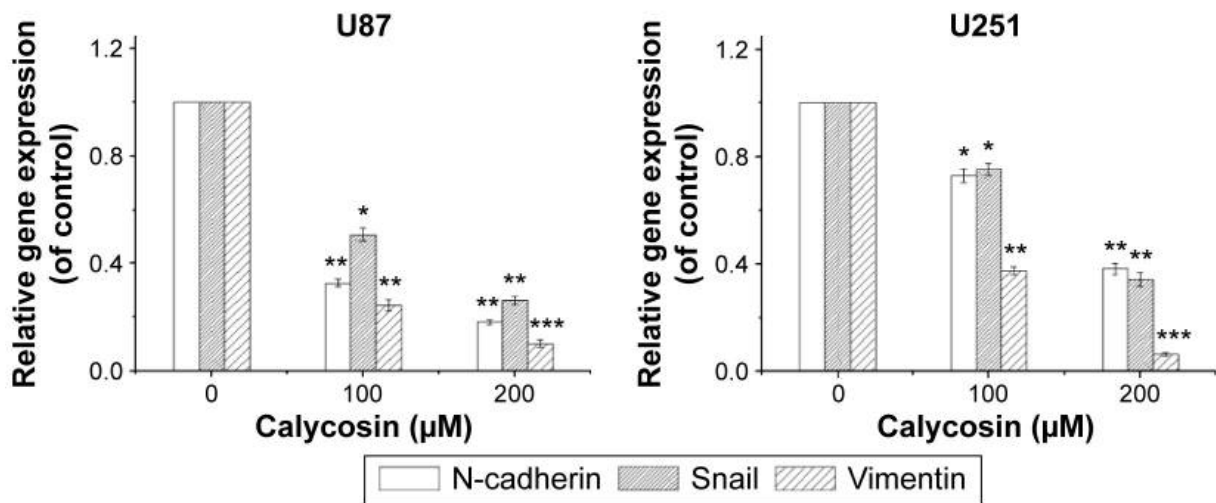 U87
1.2
0.8
0.4
0.0
Relative gene expression
(of control)
*
** **
**
** ***
0 100 200
Calycosin (µM)
U251
1.2
0.8
0.4
0.0
Relative gene expression
(of control)
* *
**
** **
***
0 100 200
Calycosin (µM)
N-cadherin Snail Vimentin